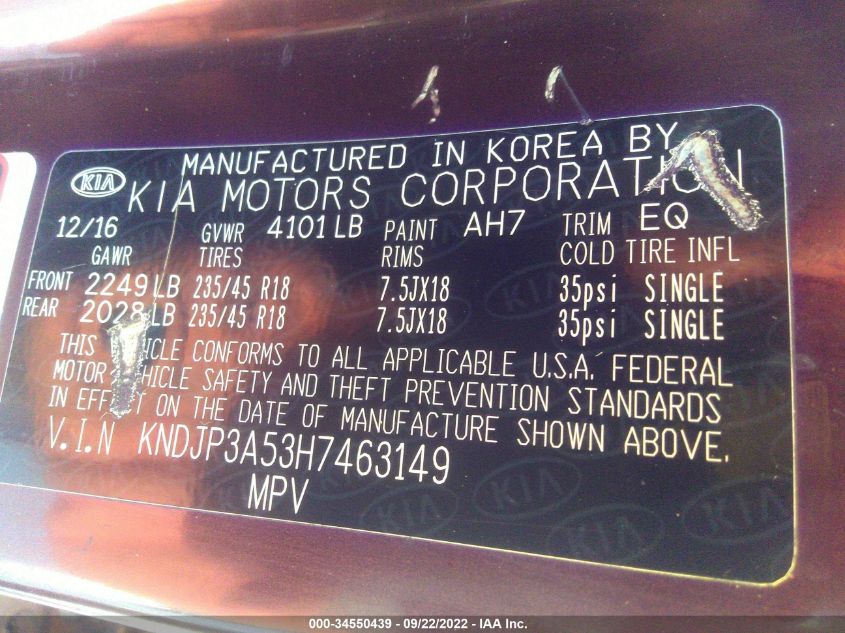 MANUFACTURED IN KOREA BY
KIA KIA MOTORS CORPORATION
12/16 GVWR 4101 LB PAINT AH7 TRIM EQ
GAWR TIRES RIMS COLD TIRE INFL
FRONT 2249 LB 235/45 R18 7.5JX18 35psi SINGLE
REAR 2028 LB 235/45 R18 7.5JX18 35psi SINGLE
THIS VEHICLE CONFORMS TO ALL APPLICABLE U.S.A. FEDERAL
MOTOR VEHICLE SAFETY AND THEFT PREVENTION STANDARDS
IN EFFECT ON THE DATE OF MANUFACTURE SHOWN ABOVE.
V.I.N KNDJP3A53H7463149
MPV
000-34550439 - 09/22/2022 - IAA Inc.